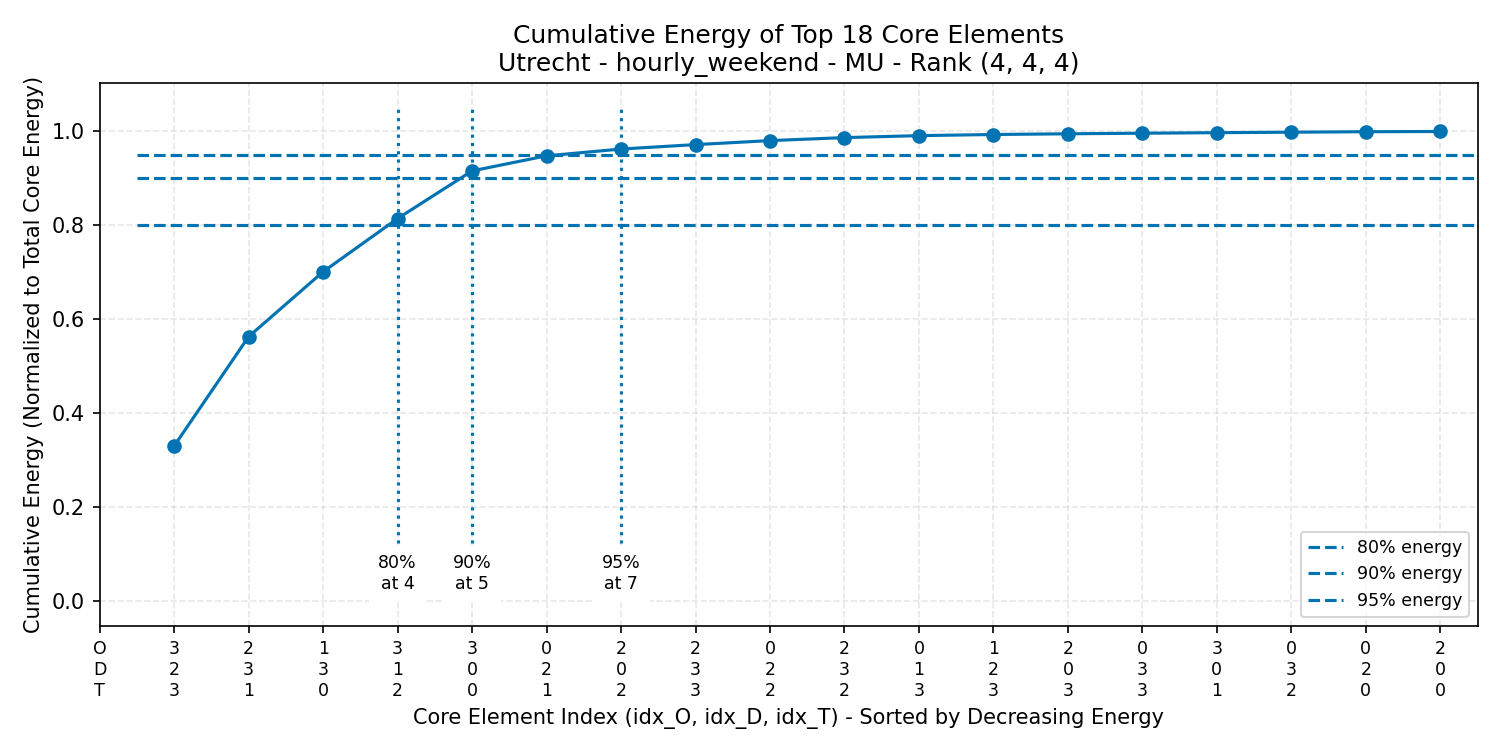 Cumulative Energy of Top 18 Core Elements
Utrecht - hourly_weekend - MU - Rank (4, 4, 4)
Cumulative Energy (Normalized to Total Core Energy)
1.0
0.8
0.6
0.4
0.2
0.0
80%
at 4
90%
at 5
95%
at 7
80% energy
90% energy
95% energy
O 3 2 1 3 3 0 2 2 0 2 0 1 2 0 3 0 0 2
D 2 3 3 1 0 2 0 3 2 3 1 2 0 3 0 3 2 0
T 3 1 0 2 0 1 2 3 2 2 3 3 3 3 1 2 0 0
Core Element Index (idx_O, idx_D, idx_T) - Sorted by Decreasing Energy